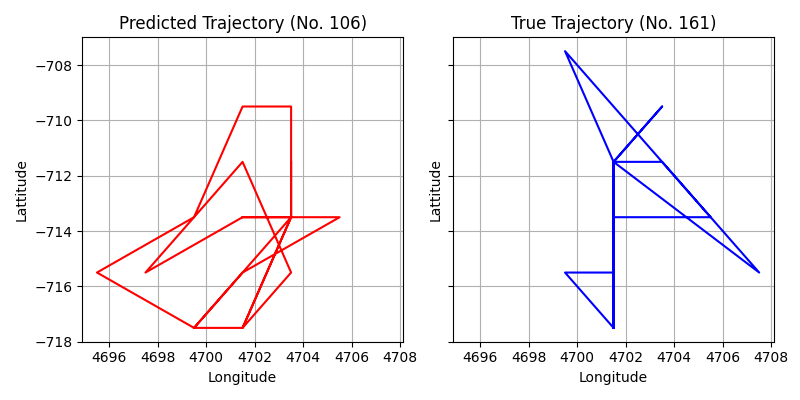 Predicted Trajectory (No. 106)
True Trajectory (No. 161)
Lattitude
−708
−710
−712
−714
−716
−718
4696 4698 4700 4702 4704 4706 4708
Longitude
Lattitude
4696 4698 4700 4702 4704 4706 4708
Longitude